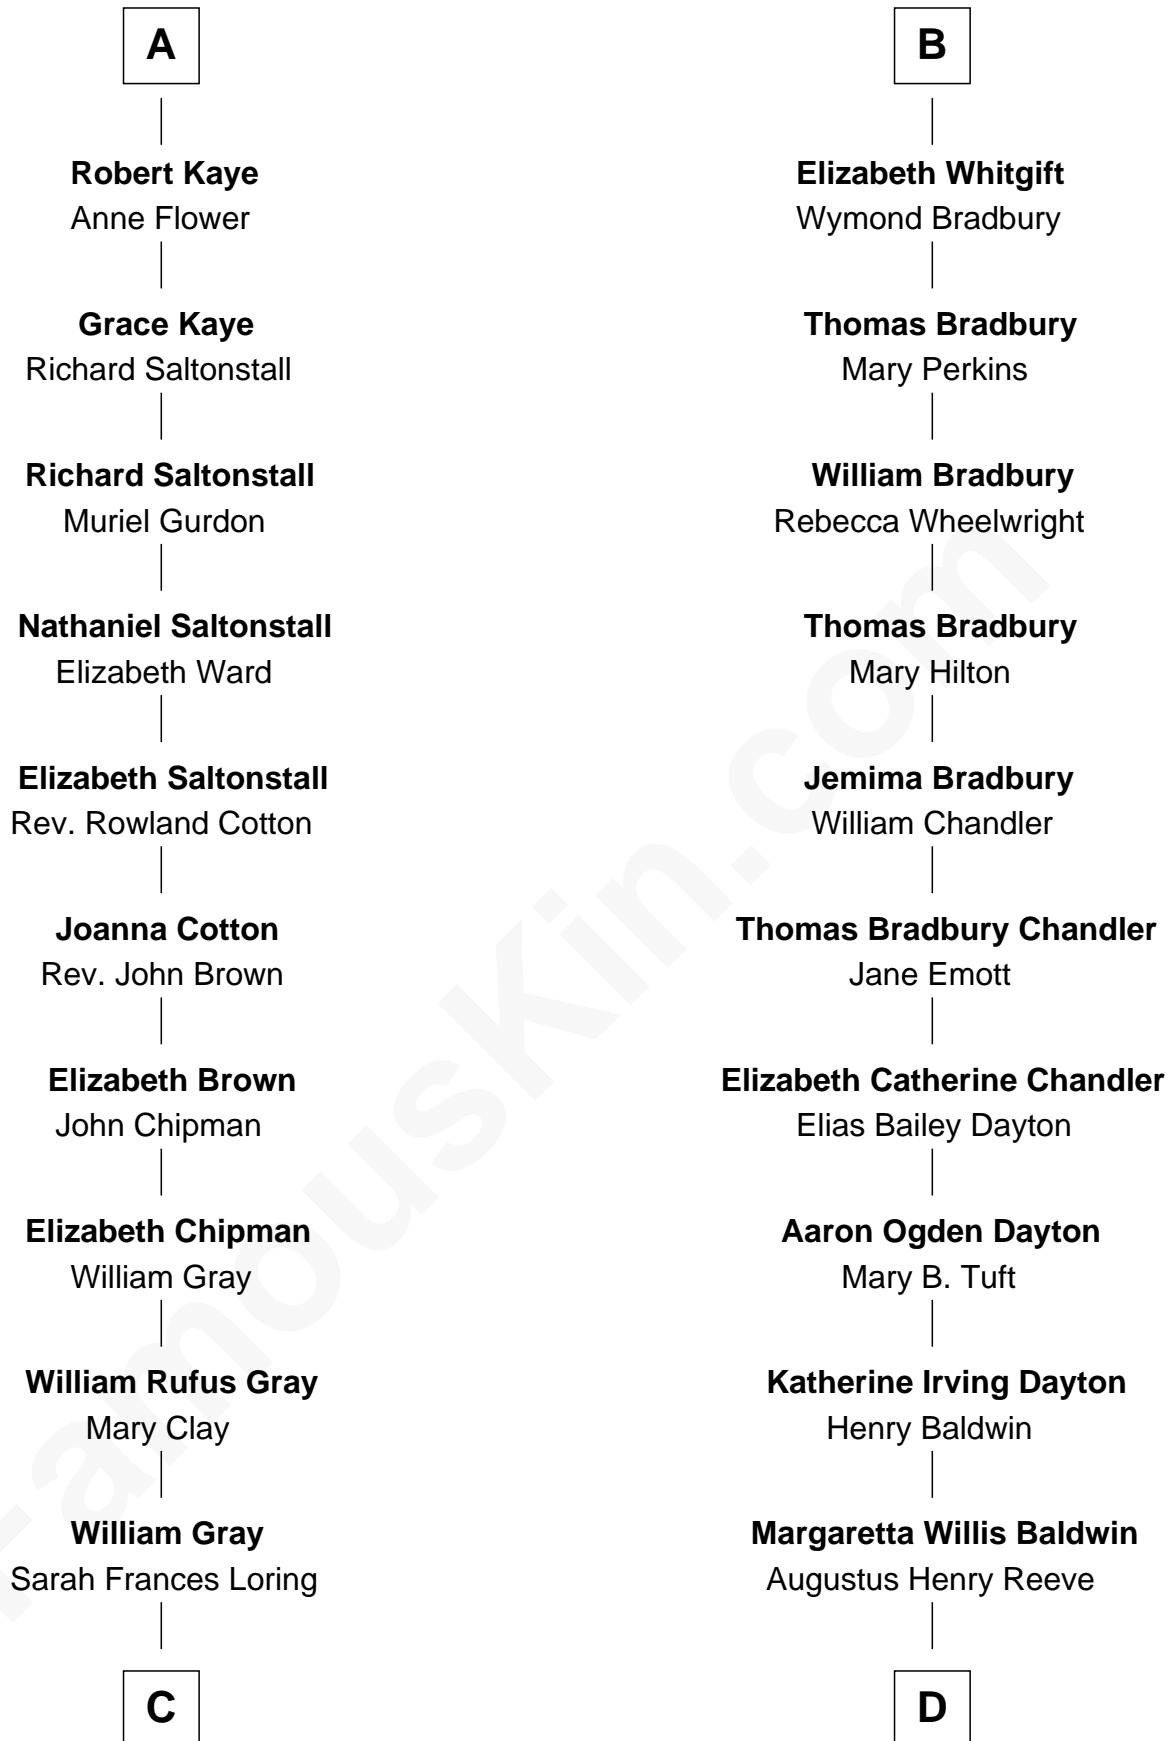 A
Robert Kaye
Anne Flower
Grace Kaye
Richard Saltonstall
Richard Saltonstall
Muriel Gurdon
Nathaniel Saltonstall
Elizabeth Ward
Elizabeth Saltonstall
Rev. Rowland Cotton
Joanna Cotton
Rev. John Brown
Elizabeth Brown
John Chipman
Elizabeth Chipman
William Gray
William Rufus Gray
Mary Clay
William Gray
Sarah Frances Loring
C
B
Elizabeth Whitgift
Wymond Bradbury
Thomas Bradbury
Mary Perkins
William Bradbury
Rebecca Wheelwright
Thomas Bradbury
Mary Hilton
Jemima Bradbury
William Chandler
Thomas Bradbury Chandler
Jane Emott
Elizabeth Catherine Chandler
Elias Bailey Dayton
Aaron Ogden Dayton
Mary B. Tuft
Katherine Irving Dayton
Henry Baldwin
Margaretta Willis Baldwin
Augustus Henry Reeve
D
FamousKin.com